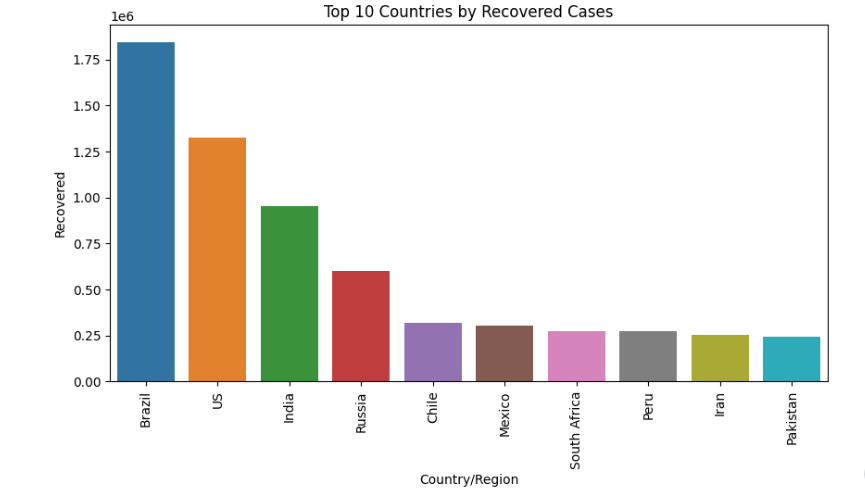 Top 10 Countries by Recovered Cases
1e6
1.75
1.50
1.25
1.00
0.75
0.50
0.25
0.00
Recovered
Brazil
US
India
Russia
Chile
Mexico
South Africa
Peru
Iran
Pakistan
Country/Region